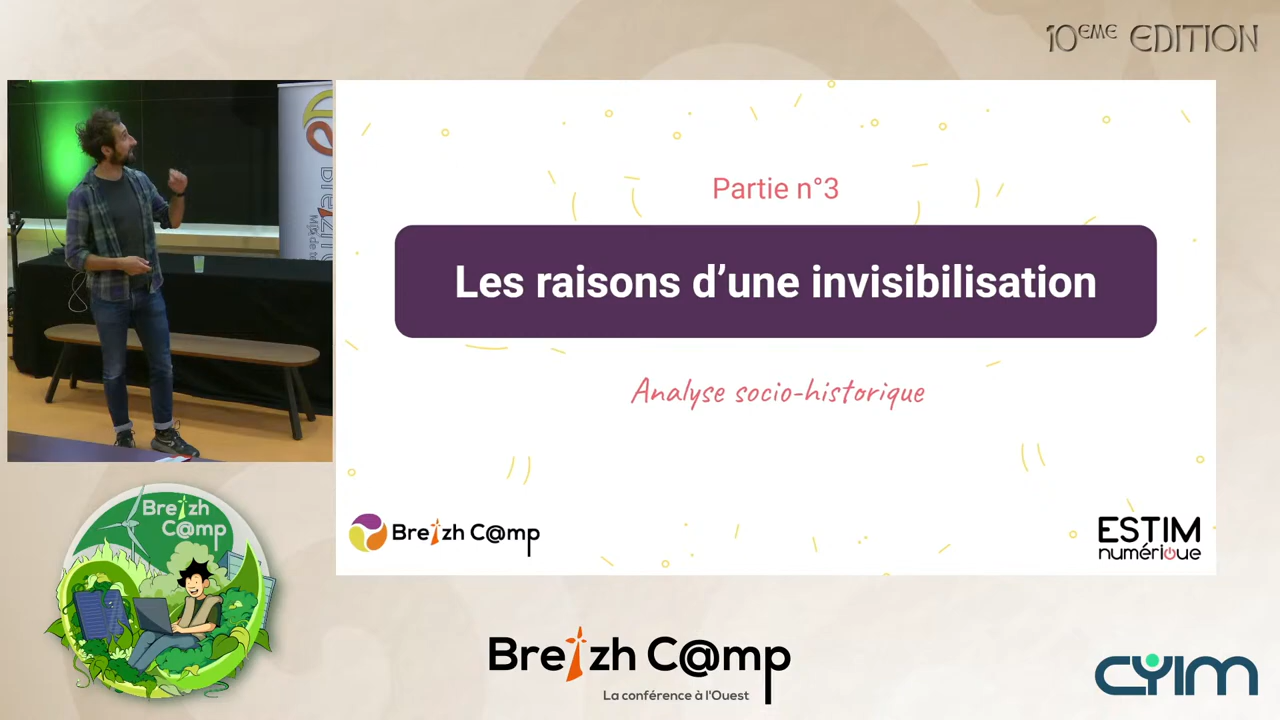 10EME EDITION
Partie n°3
Les raisons d’une invisibilisation
Analyse socio-historique
Breizh C@mp
ESTIM
numérique
Breizh
C@mp
Breizh C@mp
La conférence à l'Ouest
CYIM